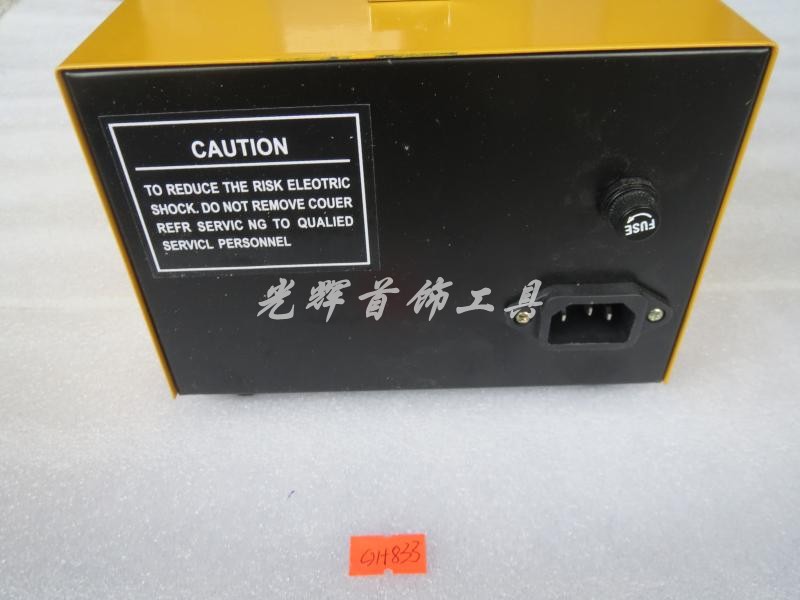 CAUTION
TO REDUCE THE RISK ELEOTRIC
SHOCK. DO NOT REMOVE COUER
REFR SERVIC NG TO QUALIED
SERVICL PERSONNEL
FUSE
光辉首饰工具
GH833